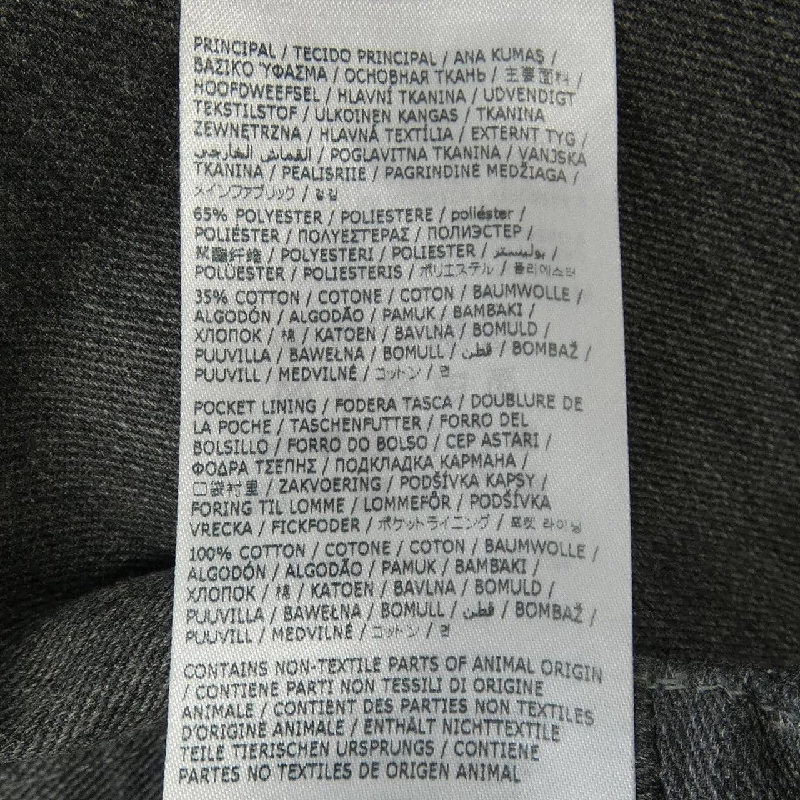 PRINCIPAL / TECIDO PRINCIPAL / ANA KUMAŞ /
ΒΑΣΙΚΟ ΎΦΑΣΜΑ / ОСНОВНАЯ ТКАНЬ / 主要面料 /
HOOFDWEEFSEL / HLAVNÍ TKANINA / UDVENDIGT
TEKSTILSTOF / ULKOINEN KANGAS / TKANINA
ZEWNĘTRZNA / HLAVNÁ TEXTÍLIA / EXTERNT TYG /
القماش الخارجي / POGLAVITNA TKANINA / VANJSKA
TKANINA / PEALISRIIE / PAGRINDINE MEDŽIAGA /
メインファブリック / 겉감
65% POLYESTER / POLIESTERE / poliéster /
POLIÉSTER / ΠΟΛΥΕΣΤΕΡΑΣ / ПОЛИЭСТЕР /
聚酯纤维 / POLYESTERI / POLIESTER / بوليستر /
POLÜESTER / POLIESTERIS / ポリエステル / 폴리에스터
35% COTTON / COTONE / COTON / BAUMWOLLE /
ALGODÓN / ALGODÃO / PAMUK / ΒΑΜΒΑΚΙ /
ХЛОПОК / 棉 / KATOEN / BAVLNA / BOMULD /
PUUVILLA / BAWEŁNA / BOMULL / قطن / BOMBAŽ /
PUUVILL / MEDVILNĖ / コットン / 면
POCKET LINING / FODERA TASCA / DOUBLURE DE
LA POCHE / TASCHENFUTTER / FORRO DEL
BOLSILLO / FORRO DO BOLSO / CEP ASTARI /
ΦΟΔΡΑ ΤΣΕΠΗΣ / ПОДКЛАДКА КАРМАНА /
口袋衬里 / ZAKVOERING / PODŠÍVKA KAPSY /
FORING TIL LOMME / LOMMEFÔR / PODŠÍVKA
VRECKA / FICKFODER / ポケットライニング / 포켓 라이닝
100% COTTON / COTONE / COTON / BAUMWOLLE /
ALGODÓN / ALGODÃO / PAMUK / ΒΑΜΒΑΚΙ /
ХЛОПОК / 棉 / KATOEN / BAVLNA / BOMULD /
PUUVILLA / BAWEŁNA / BOMULL / قطن / BOMBAŽ /
PUUVILL / MEDVILNĖ / コットン / 면
CONTAINS NON-TEXTILE PARTS OF ANIMAL ORIGIN
/ CONTIENE PARTI NON TESSILI DI ORIGINE
ANIMALE / CONTIENT DES PARTIES NON TEXTILES
D'ORIGINE ANIMALE / ENTHÄLT NICHTTEXTILE
TEILE TIERISCHEN URSPRUNGS / CONTIENE
PARTES NO TEXTILES DE ORIGEN ANIMAL